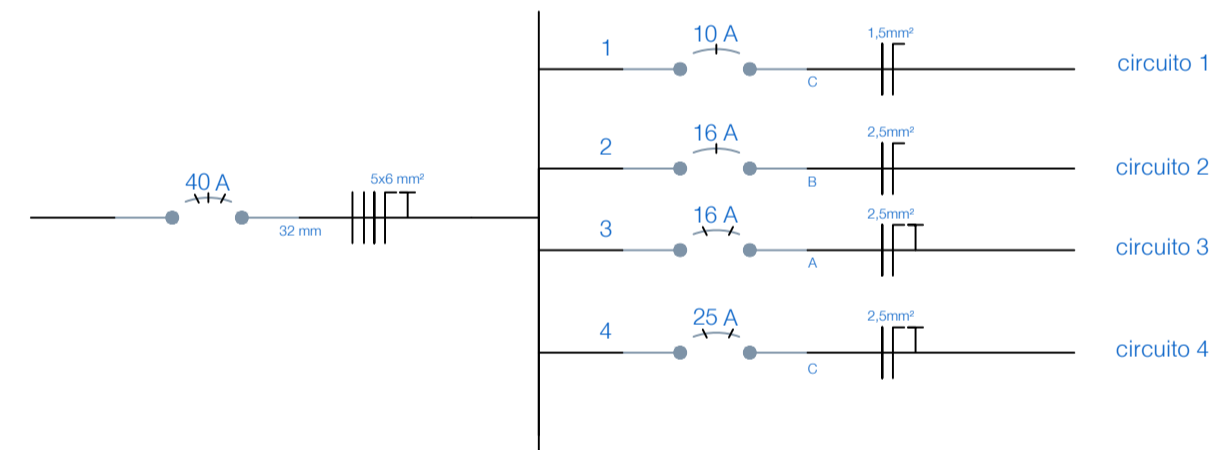 40 A
32 mm
5x6 mm²
1
10 A
C
1,5mm²
circuito 1
2
16 A
B
2,5mm²
circuito 2
3
16 A
A
2,5mm²
circuito 3
4
25 A
C
2,5mm²
circuito 4